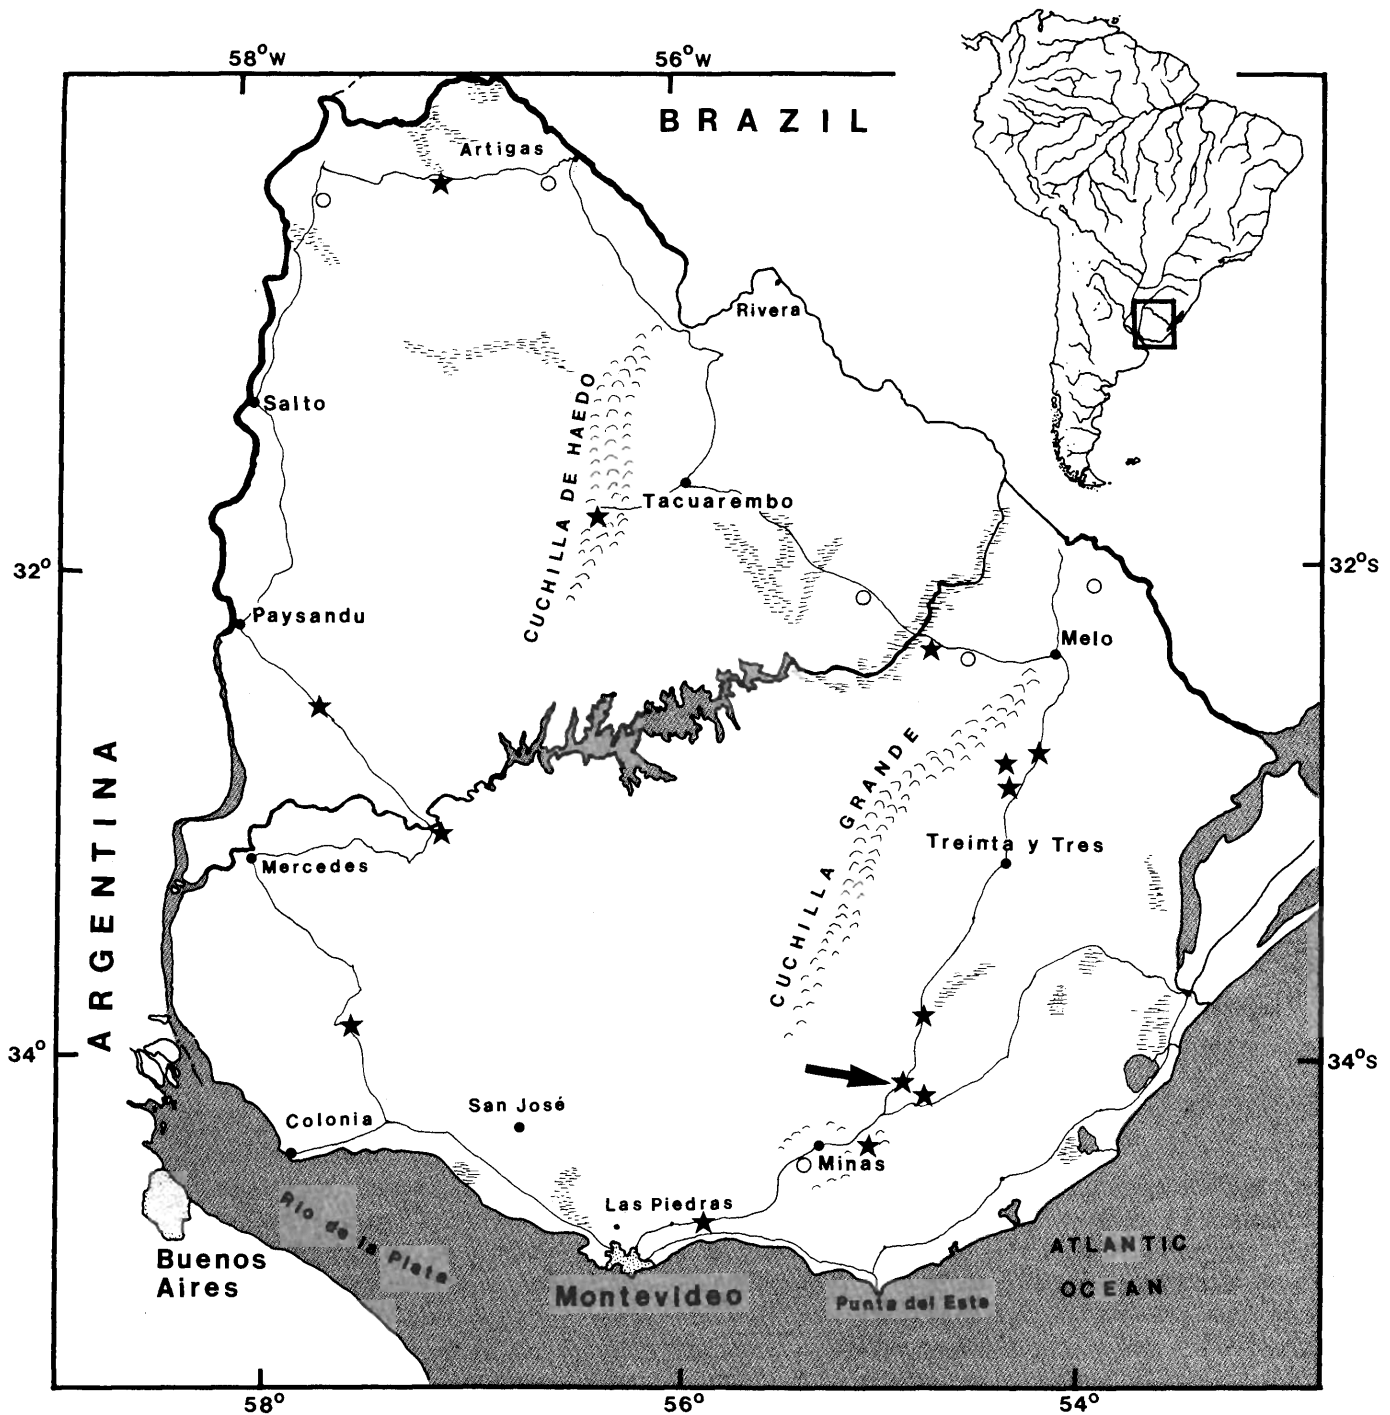 58°W
56°W
BRAZIL
Artigas
Rivera
Salto
CUCHILLA DE HAEDO
Tacuarembo
32°
32°S
Paysandu
Melo
ARGENTINA
CUCHILLA GRANDE
Treinta y Tres
Mercedes
34°
34°S
San José
Colonia
Minas
Las Piedras
Rio de la Plata
Buenos
Aires
Montevideo
Punta del Este
ATLANTIC
OCEAN
58°
56°
54°